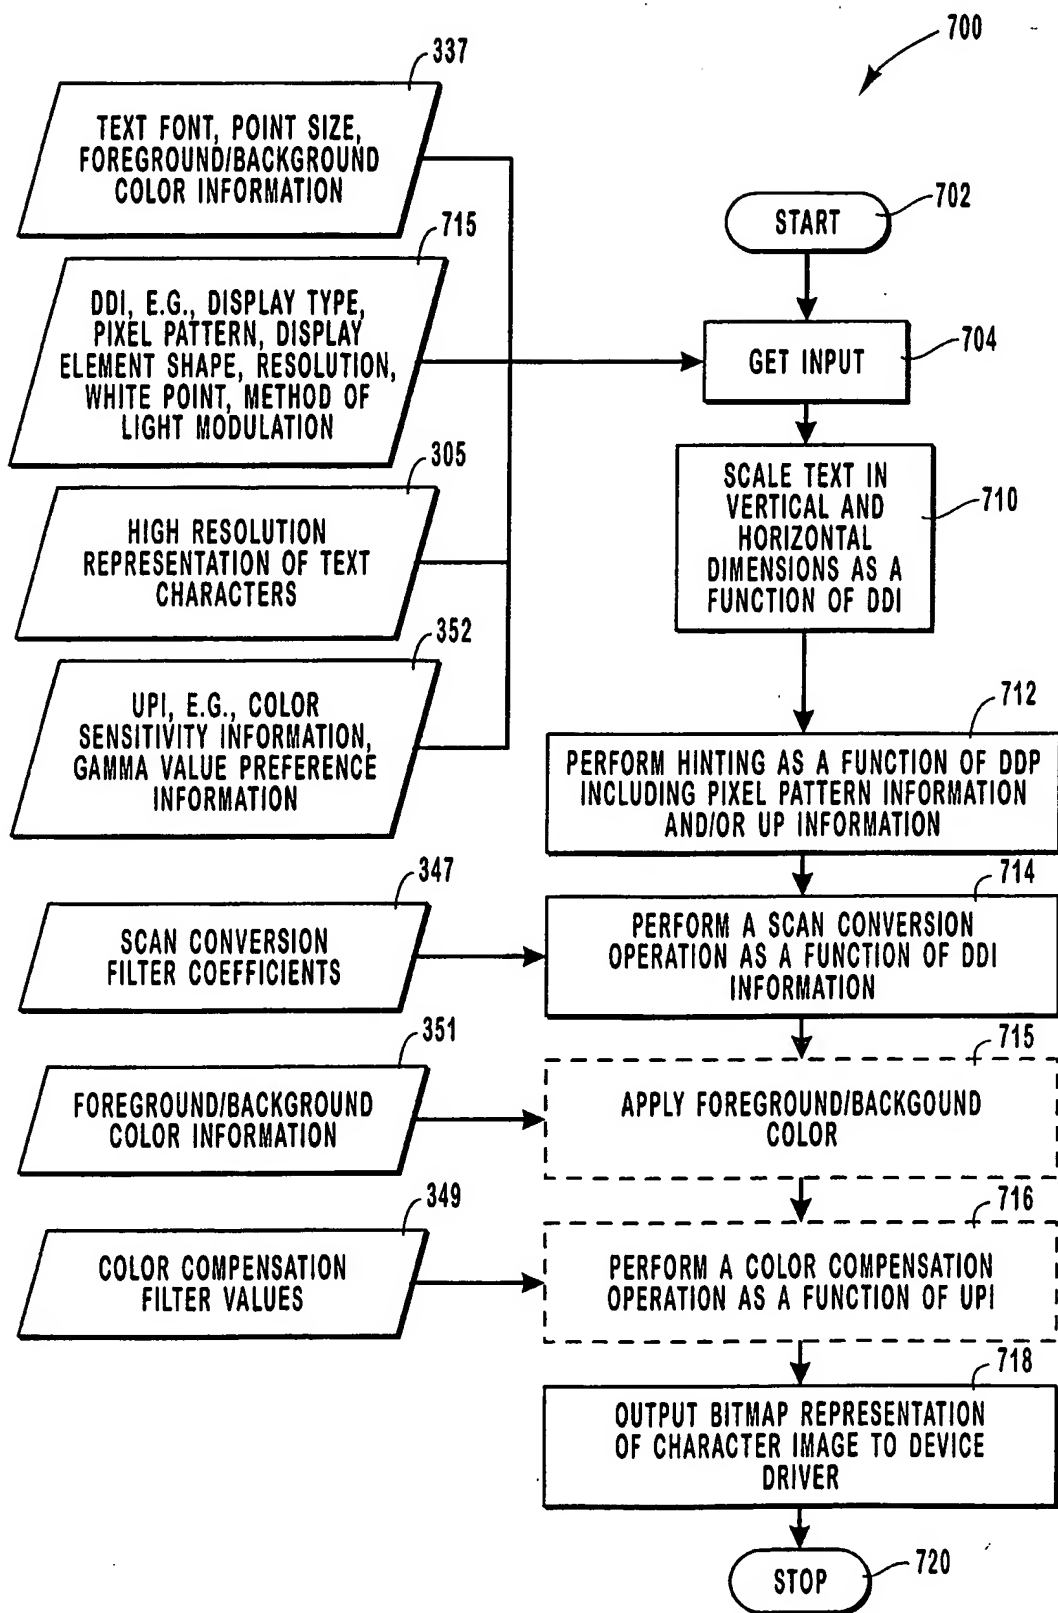 700
337
TEXT FONT, POINT SIZE,
FOREGROUND/BACKGROUND
COLOR INFORMATION
702
START
715
DDI, E.G., DISPLAY TYPE,
PIXEL PATTERN, DISPLAY
ELEMENT SHAPE, RESOLUTION,
WHITE POINT, METHOD OF
LIGHT MODULATION
704
GET INPUT
305
HIGH RESOLUTION
REPRESENTATION OF TEXT
CHARACTERS
710
SCALE TEXT IN
VERTICAL AND
HORIZONTAL
DIMENSIONS AS A
FUNCTION OF DDI
352
UPI, E.G., COLOR
SENSITIVITY INFORMATION,
GAMMA VALUE PREFERENCE
INFORMATION
712
PERFORM HINTING AS A FUNCTION OF DDP
INCLUDING PIXEL PATTERN INFORMATION
AND/OR UP INFORMATION
347
SCAN CONVERSION
FILTER COEFFICIENTS
714
PERFORM A SCAN CONVERSION
OPERATION AS A FUNCTION OF DDI
INFORMATION
351
FOREGROUND/BACKGROUND
COLOR INFORMATION
715
APPLY FOREGROUND/BACKGOUND
COLOR
349
COLOR COMPENSATION
FILTER VALUES
716
PERFORM A COLOR COMPENSATION
OPERATION AS A FUNCTION OF UPI
718
OUTPUT BITMAP REPRESENTATION
OF CHARACTER IMAGE TO DEVICE
DRIVER
720
STOP